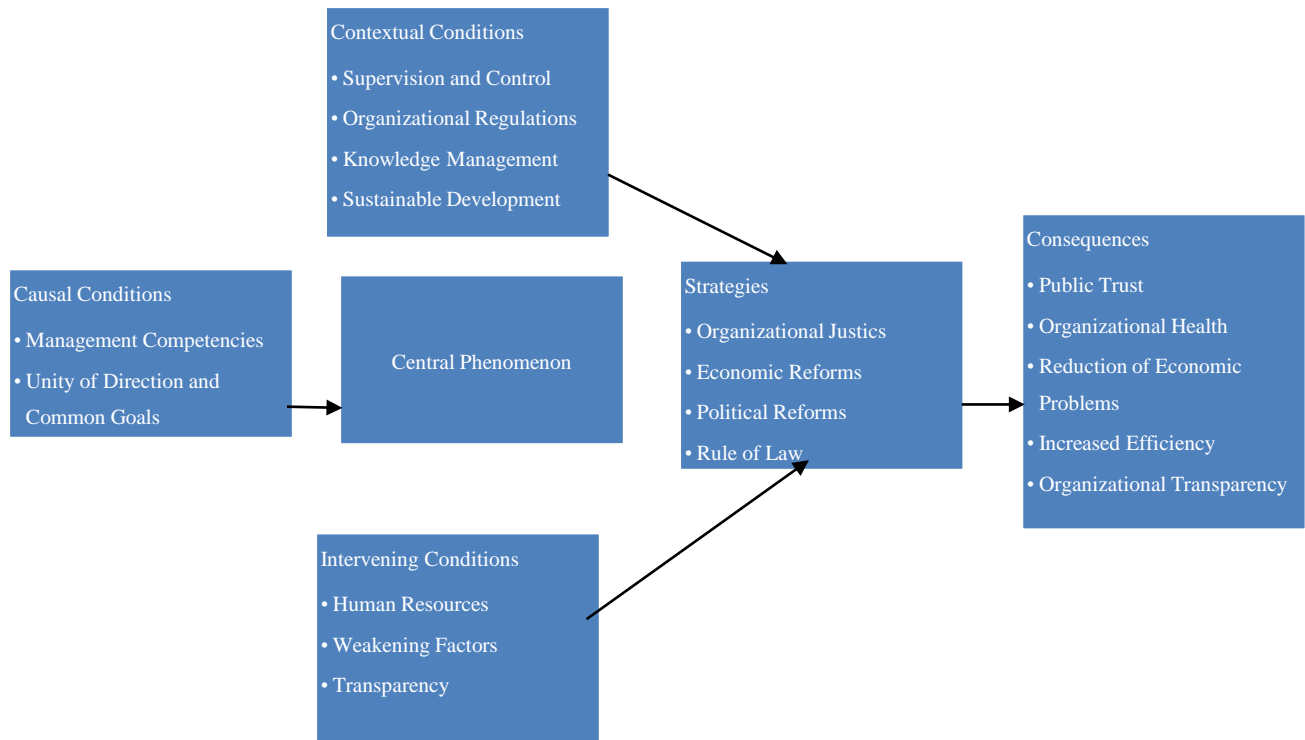 Contextual Conditions
• Supervision and Control
• Organizational Regulations
• Knowledge Management
• Sustainable Development
Causal Conditions
• Management Competencies
• Unity of Direction and
Common Goals
Central Phenomenon
Strategies
• Organizational Justics
• Economic Reforms
• Political Reforms
• Rule of Law
Consequences
• Public Trust
• Organizational Health
• Reduction of Economic
Problems
• Increased Efficiency
• Organizational Transparency
Intervening Conditions
• Human Resources
• Weakening Factors
• Transparency